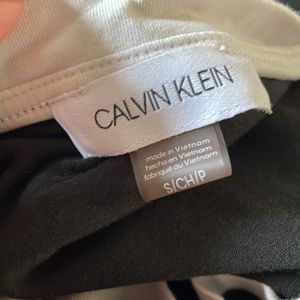 CALVIN KLEIN
made in Vietnam
hecho en Vietnam
fabriqué au Vietnam
S/CH/P